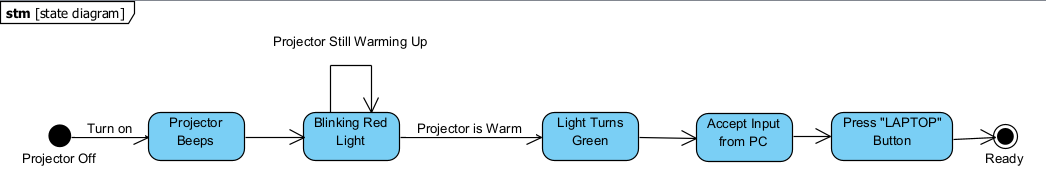 stm [state diagram]
Projector Still Warming Up
Projector Off
Turn on
Projector
Beeps
Blinking Red
Light
Projector is Warm
Light Turns
Green
Accept Input
from PC
Press "LAPTOP"
Button
Ready